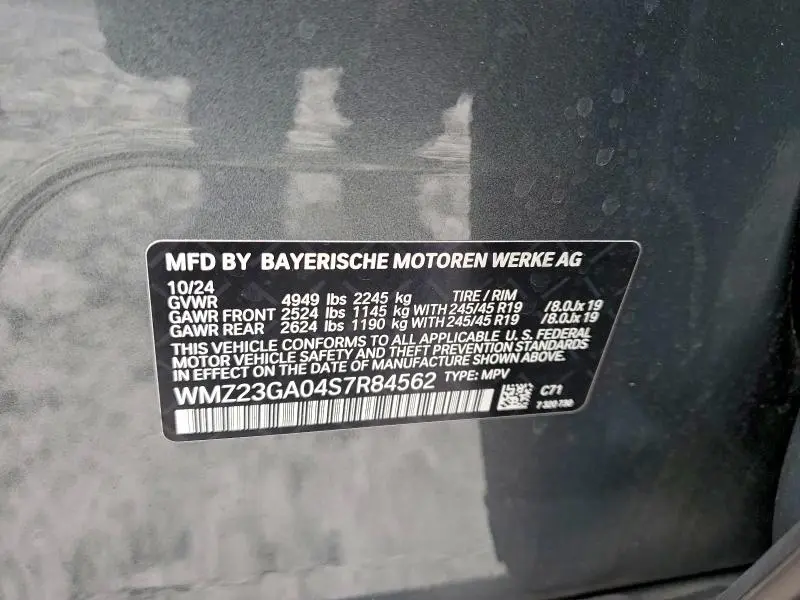 MFD BY BAYERISCHE MOTOREN WERKE AG
10/24
GVWR 4949 lbs 2245 kg TIRE / RIM
GAWR FRONT 2524 lbs 1145 kg WITH 245/45 R19 /8.0Jx 19
GAWR REAR 2624 lbs 1190 kg WITH 245/45 R19 /8.0Jx 19
THIS VEHICLE CONFORMS TO ALL APPLICABLE U.S. FEDERAL
MOTOR VEHICLE SAFETY AND THEFT PREVENTION STANDARDS
IN EFFECT ON THE DATE OF MANUFACTURE SHOWN ABOVE.
WMZ23GA04S7R84562 TYPE: MPV
C71
7 320 730